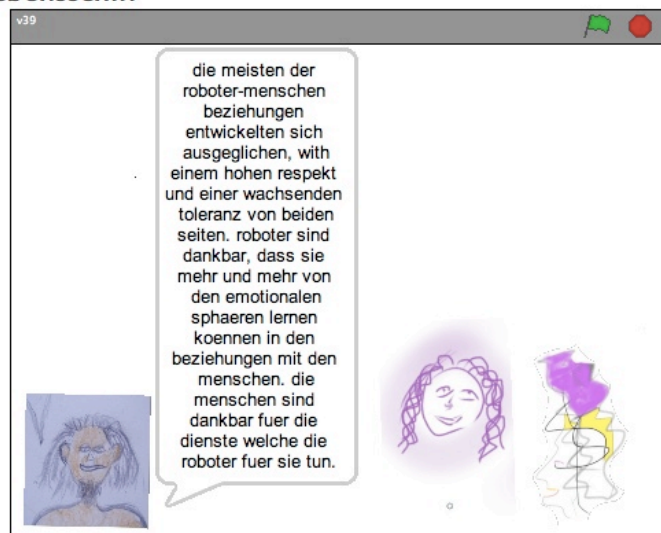 v39
die meisten der
roboter-menschen
beziehungen
entwickelten sich
ausgeglichen, with
einem hohen respekt
und einer wachsenden
toleranz von beiden
seiten. roboter sind
dankbar, dass sie
mehr und mehr von
den emotionalen
sphaeren lernen
koennen in den
beziehungen mit den
menschen. die
menschen sind
dankbar fuer die
dienste welche die
roboter fuer sie tun.